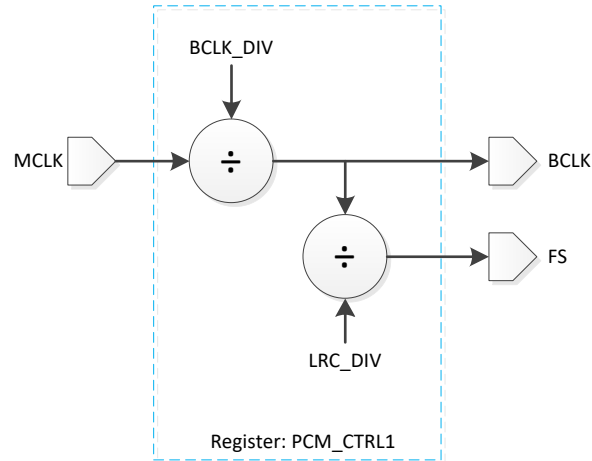 BCLK_DIV
MCLK
÷
BCLK
÷
FS
LRC_DIV
Register: PCM_CTRL1